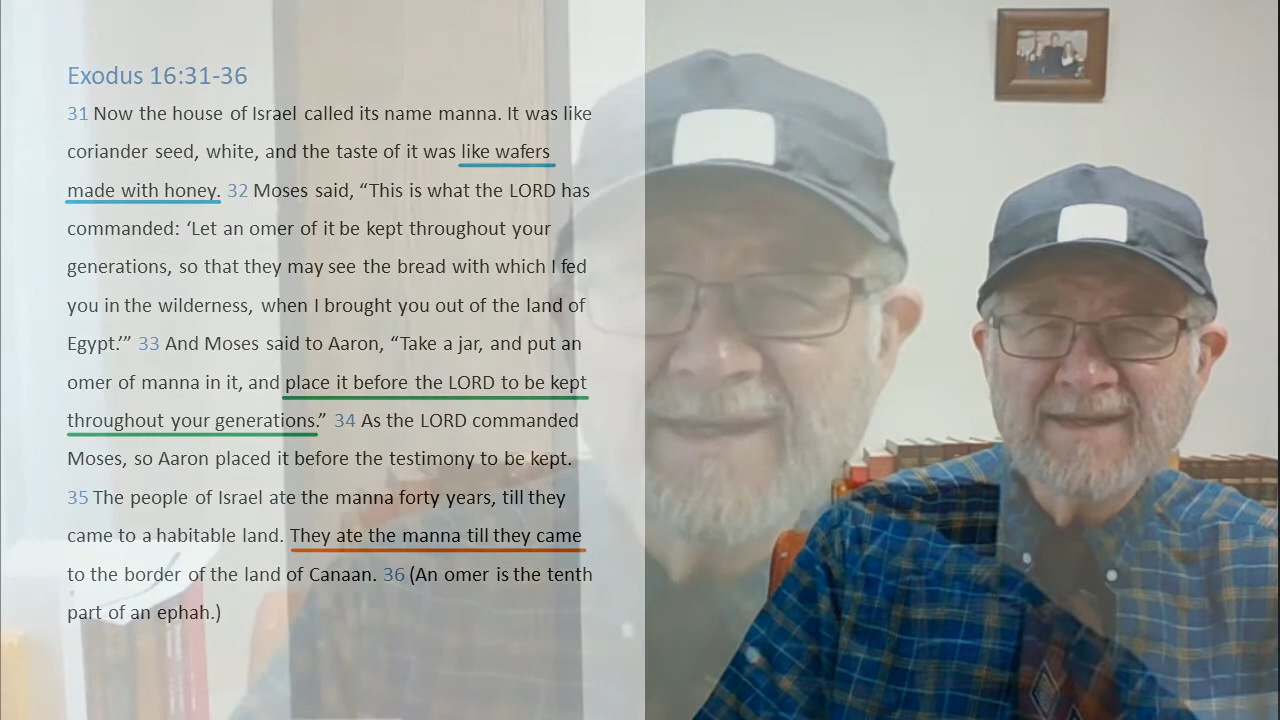 Exodus 16:31-36
31 Now the house of Israel called its name manna. It was like
coriander seed, white, and the taste of it was like wafers
made with honey. 32 Moses said, “This is what the LORD has
commanded: ‘Let an omer of it be kept throughout your
generations, so that they may see the bread with which I fed
you in the wilderness, when I brought you out of the land of
Egypt.’” 33 And Moses said to Aaron, “Take a jar, and put an
omer of manna in it, and place it before the LORD to be kept
throughout your generations.” 34 As the LORD commanded
Moses, so Aaron placed it before the testimony to be kept.
35 The people of Israel ate the manna forty years, till they
came to a habitable land. They ate the manna till they came
to the border of the land of Canaan. 36 (An omer is the tenth
part of an ephah.)